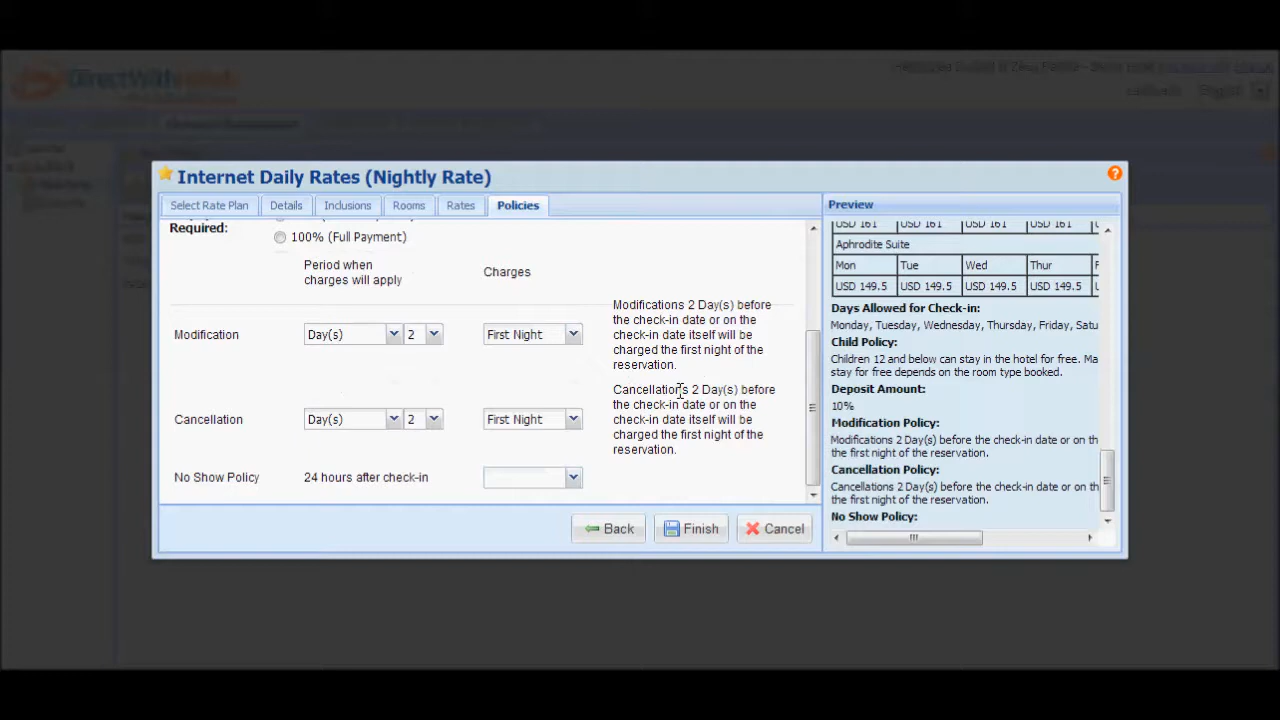 DirectWithHotel
Internet Daily Rates (Nightly Rate)
Select Rate Plan Details Inclusions Rooms Rates Policies
Required:
100% (Full Payment)
Period when
charges will apply
Charges
Modification Day(s) 2 First Night
Modifications 2 Day(s) before
the check-in date or on the
check-in date itself will be
charged the first night of the
reservation.
Cancellation Day(s) 2 First Night
Cancellations 2 Day(s) before
the check-in date or on the
check-in date itself will be
charged the first night of the
reservation.
No Show Policy 24 hours after check-in
Back Finish Cancel
Preview
USD 161 USD 161 USD 161 USD 161
Aphrodite Suite
Mon Tue Wed Thur F
USD 149.5 USD 149.5 USD 149.5 USD 149.5
Days Allowed for Check-in:
Monday, Tuesday, Wednesday, Thursday, Friday, Satu
Child Policy:
Children 12 and below can stay in the hotel for free. Ma
stay for free depends on the room type booked.
Deposit Amount:
10%
Modification Policy:
Modifications 2 Day(s) before the check-in date or on th
the first night of the reservation.
Cancellation Policy:
Cancellations 2 Day(s) before the check-in date or on th
the first night of the reservation.
No Show Policy: